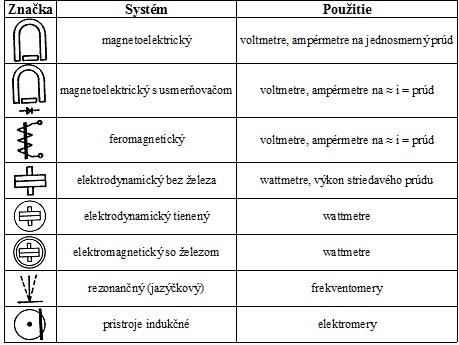 Značka Systém Použitie
magnetoelektrický voltmetre, ampérmetre na jednosmerný prúd
magnetoelektrický s usmerňovačom voltmetre, ampérmetre na ≈ i = prúd
feromagnetický voltmetre, ampérmetre na ≈ i = prúd
elektrodynamický bez železa wattmetre, výkon striedavého prúdu
elektrodynamický tienený wattmetre
elektromagnetický so železom wattmetre
rezonančný (jazýčkový) frekventomery
pristroje indukčné elektromery